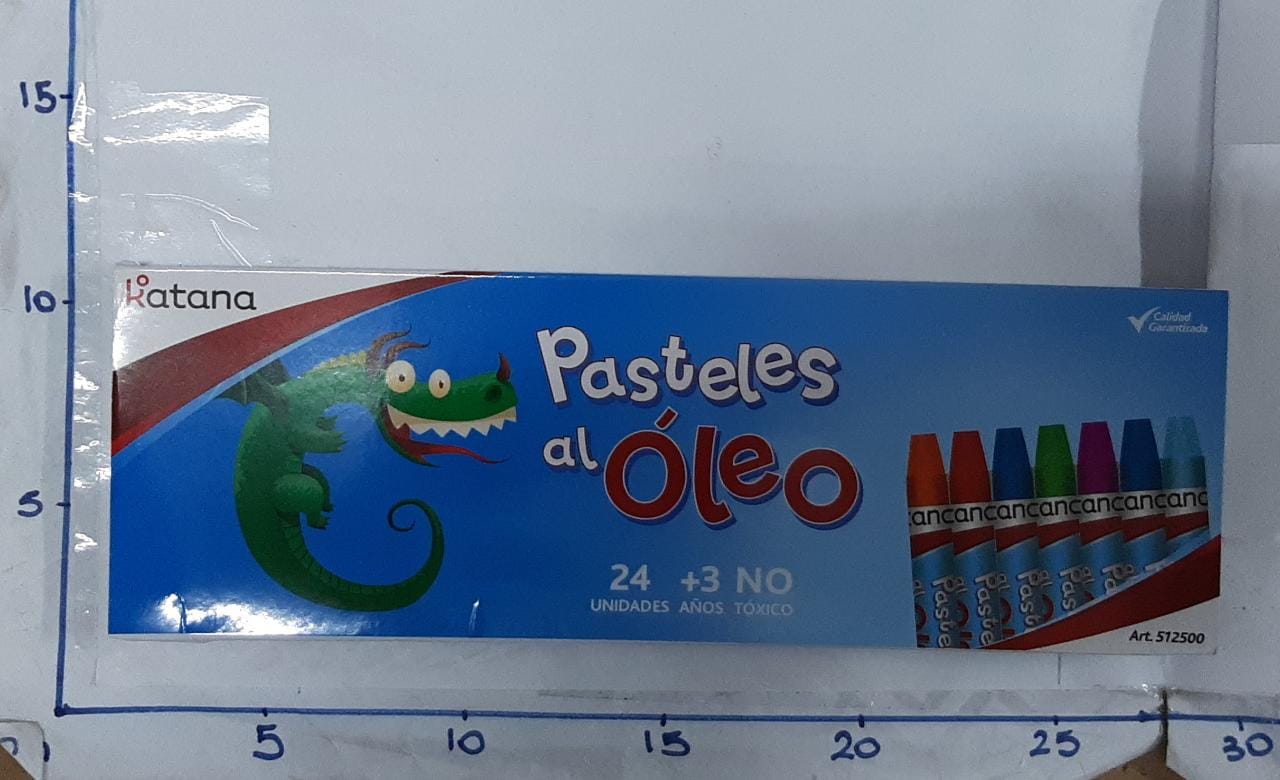 15
10
5
katana
Calidad
Garantizada
Pasteles
al Óleo
24 +3 NO
UNIDADES AÑOS TÓXICO
Art. 512500
5 10 15 20 25 30